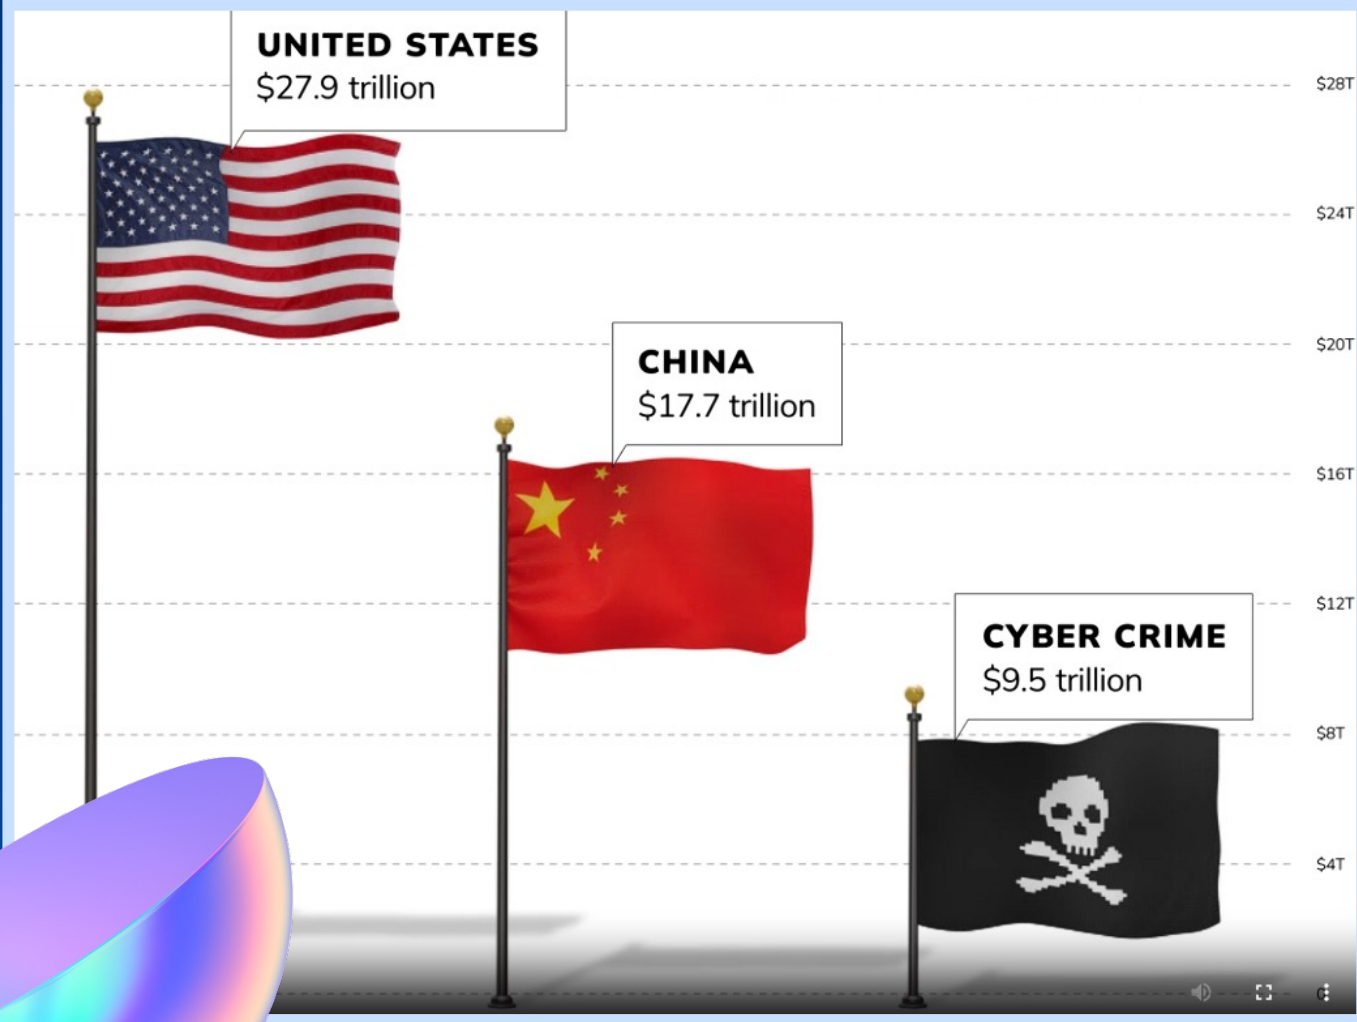 UNITED STATES
$27.9 trillion
$28T
$24T
CHINA
$17.7 trillion
$20T
$16T
CYBER CRIME
$9.5 trillion
$12T
$8T
$4T